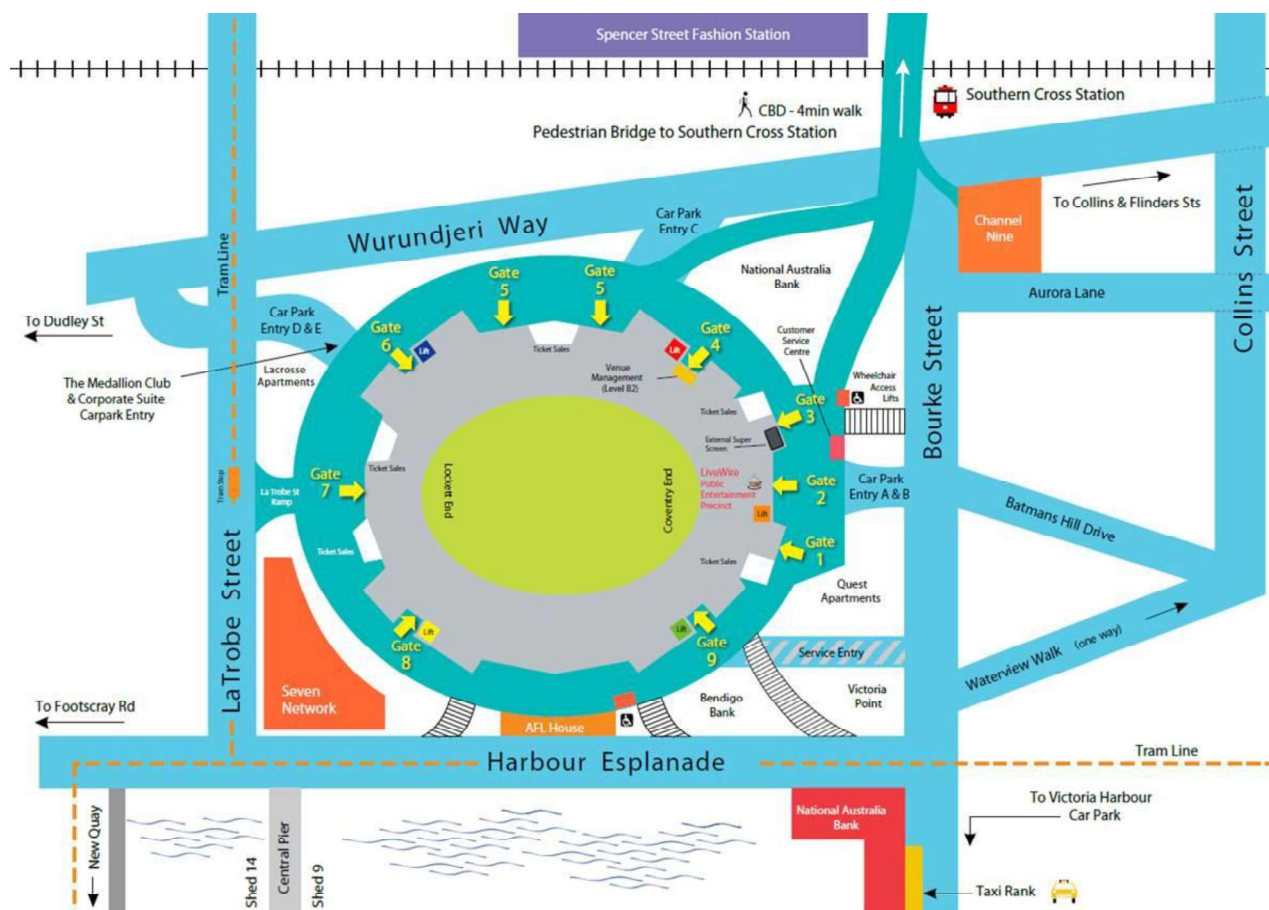 Spencer Street Fashion Station
Southern Cross Station
CBD - 4min walk
Pedestrian Bridge to Southern Cross Station
To Collins & Flinders Sts
Channel
Nine
Collins Street
Car Park
Entry C
Wurundjeri Way
Tram Line
National Australia
Bank
Aurora Lane
Gate
5
Gate
5
Car Park
Entry D & E
To Dudley St
Gate
6
Lift
Ticket Sales
Lift
Gate
4
Customer
Service
Centre
Bourke Street
Lacrosse
Apartments
Venue
Management
(Level B2)
The Medallion Club
& Corporate Suite
Carpark Entry
Wheelchair
Access
Lifts
Gate
3
Ticket Sales
External Super
Screen
Ticket Sales
Tram Stop
Gate
7
La Trobe St
Ramp
Lockett End
Coventry End
LiveWire
Public
Entertainment
Precinct
Gate
2
Car Park
Entry A & B
Lift
Batmans Hill Drive
Ticket Sales
Ticket Sales
Gate
1
LaTrobe Street
Quest
Apartments
Lift
Gate
8
Lift
Gate
9
Service Entry
Waterview Walk (one way)
Seven
Network
Bendigo
Bank
Victoria
Point
To Footscray Rd
AFL House
Harbour Esplanade
Tram Line
New Quay
Shed 14
Central Pier
Shed 9
National Australia
Bank
To Victoria Harbour
Car Park
Taxi Rank